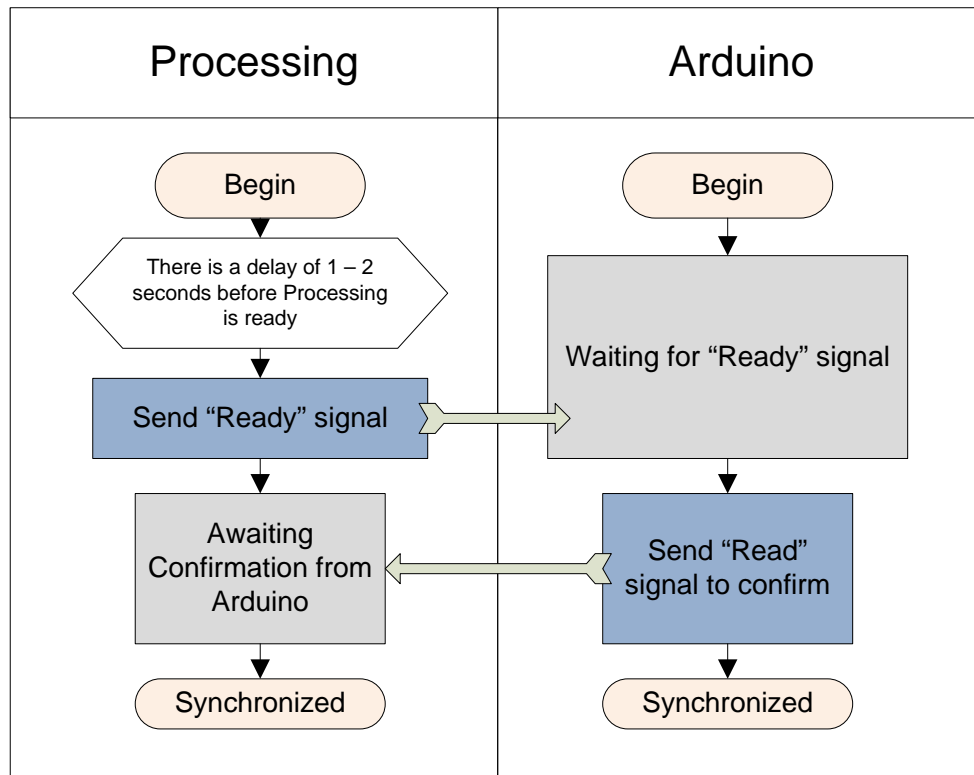 Processing
Arduino
Begin
There is a delay of 1 – 2
seconds before Processing
is ready
Send “Ready” signal
Awaiting
Confirmation from
Arduino
Synchronized
Begin
Waiting for “Ready” signal
Send “Read”
signal to confirm
Synchronized